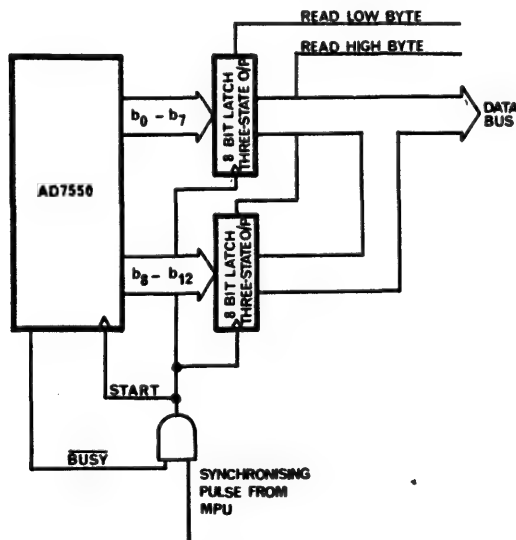 READ LOW BYTE
READ HIGH BYTE
8 BIT LATCH
THREE-STATE O/P
b0 - b7
DATA
BUS
AD7550
8 BIT LATCH
THREE-STATE O/P
b8 - b12
START
BUSY
SYNCHRONISING
PULSE FROM
MPU